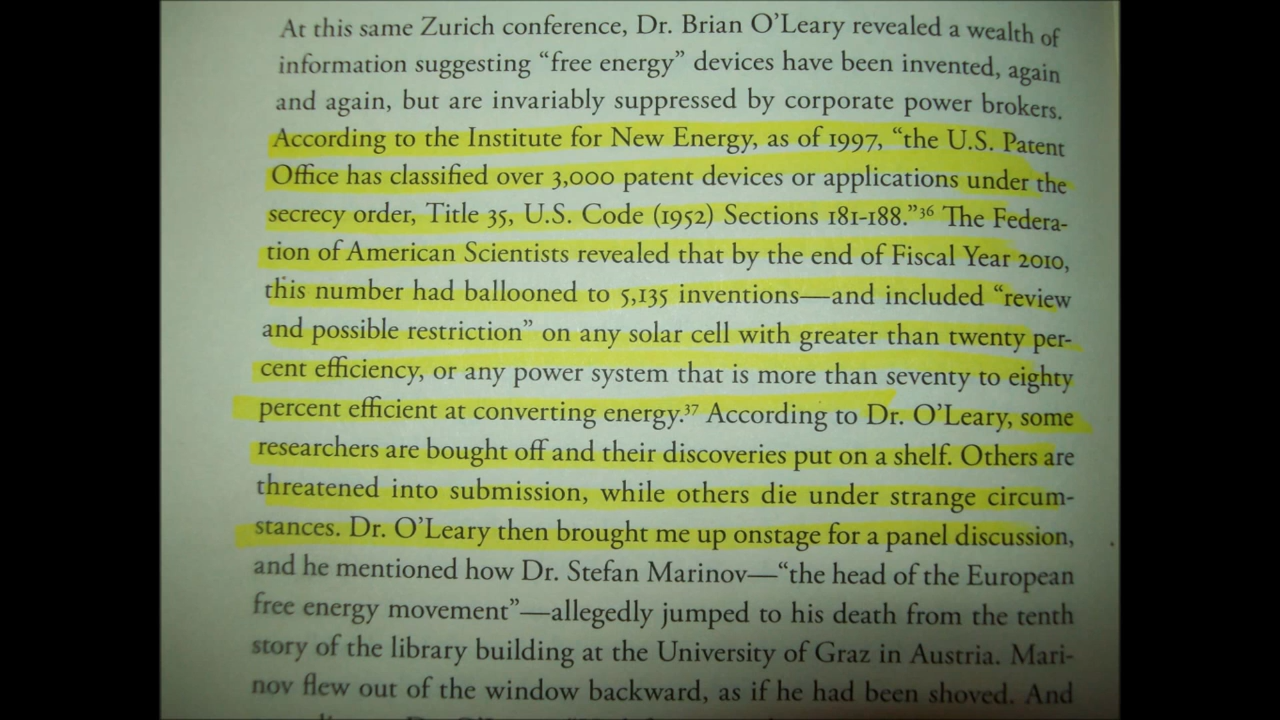 At this same Zurich conference, Dr. Brian O’Leary revealed a wealth of
information suggesting “free energy” devices have been invented, again
and again, but are invariably suppressed by corporate power brokers.
According to the Institute for New Energy, as of 1997, “the U.S. Patent
Office has classified over 3,000 patent devices or applications under the
secrecy order, Title 35, U.S. Code (1952) Sections 181-188.”36 The Federa-
tion of American Scientists revealed that by the end of Fiscal Year 2010,
this number had ballooned to 5,135 inventions—and included “review
and possible restriction” on any solar cell with greater than twenty per-
cent efficiency, or any power system that is more than seventy to eighty
percent efficient at converting energy.37 According to Dr. O’Leary, some
researchers are bought off and their discoveries put on a shelf. Others are
threatened into submission, while others die under strange circum-
stances. Dr. O’Leary then brought me up onstage for a panel discussion,
and he mentioned how Dr. Stefan Marinov—“the head of the European
free energy movement”—allegedly jumped to his death from the tenth
story of the library building at the University of Graz in Austria. Mari-
nov flew out of the window backward, as if he had been shoved. And